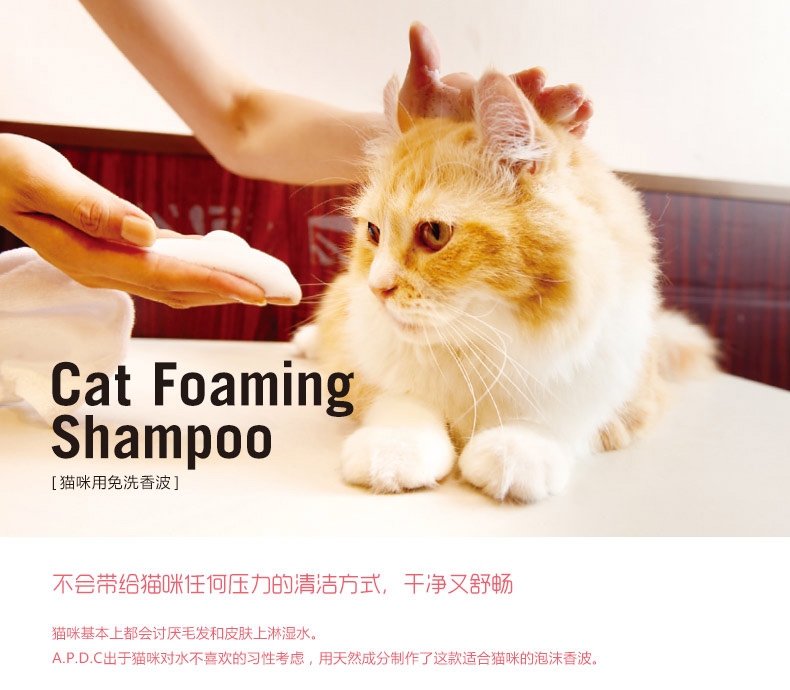 Cat Foaming
Shampoo
[ 猫咪用免洗香波 ]
不会带给猫咪任何压力的清洁方式，干净又舒畅
猫咪基本上都会讨厌毛发和皮肤上淋湿水。
A.P.D.C出于猫咪对水不喜欢的习性考虑，用天然成分制作了这款适合猫咪的泡沫香波。